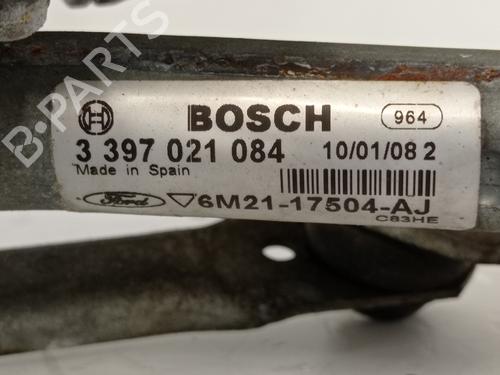 B-PARTS
BOSCH
964
3 397 021 084 10/01/08 2
Made in Spain
Ford 6M21-17504-AJ
C83HE